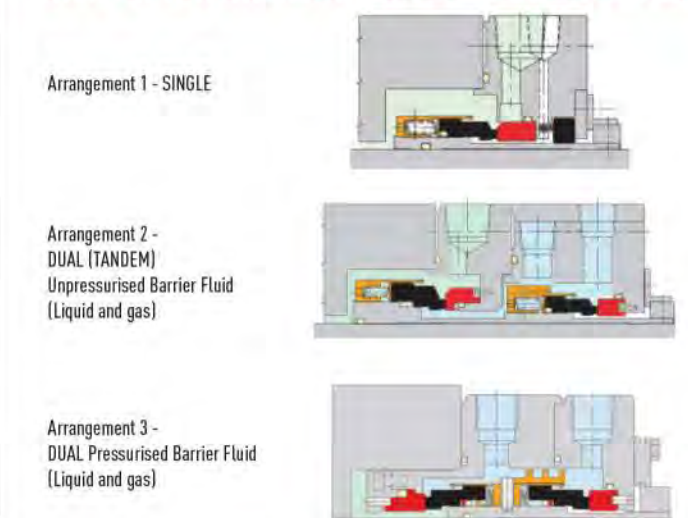 Arrangement 1 - SINGLE
Arrangement 2 -
DUAL (TANDEM)
Unpressurised Barrier Fluid
(Liquid and gas)
Arrangement 3 -
DUAL Pressurised Barrier Fluid
(Liquid and gas)